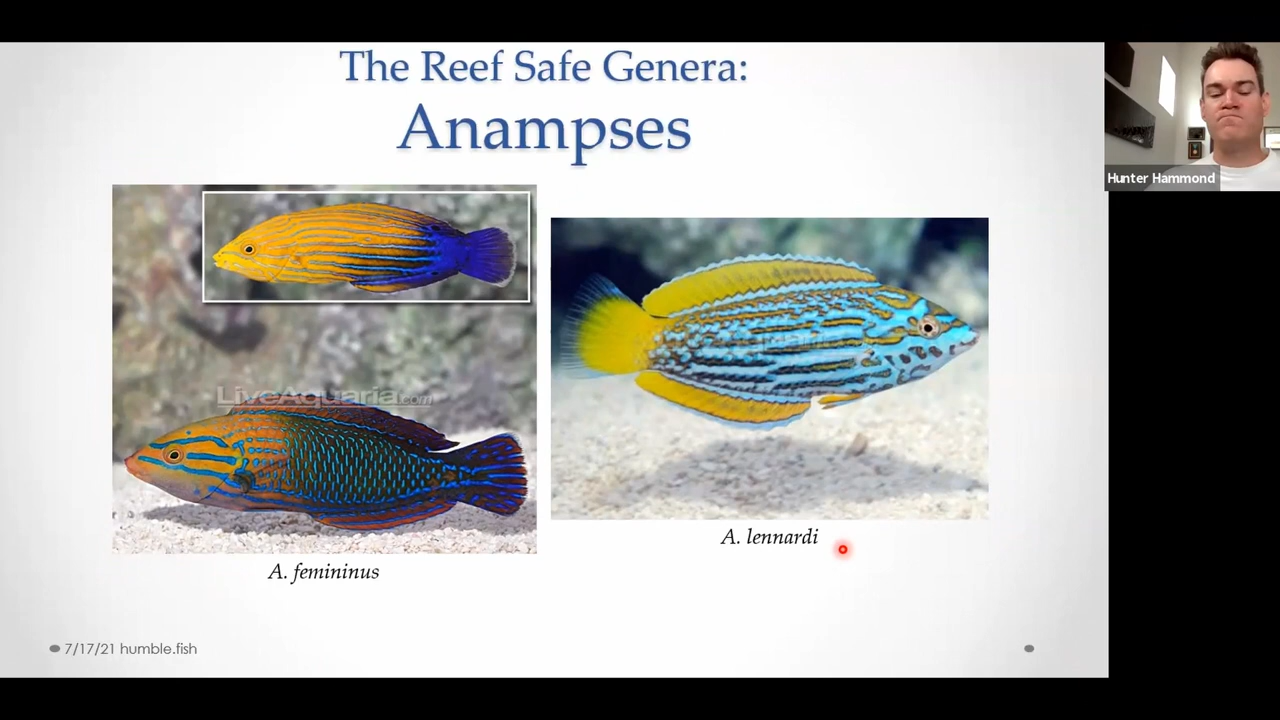 The Reef Safe Genera:
Anampses
Hunter Hammond
LiveAquaria.com
A. lennardi
A. femininus
7/17/21 humble.fish